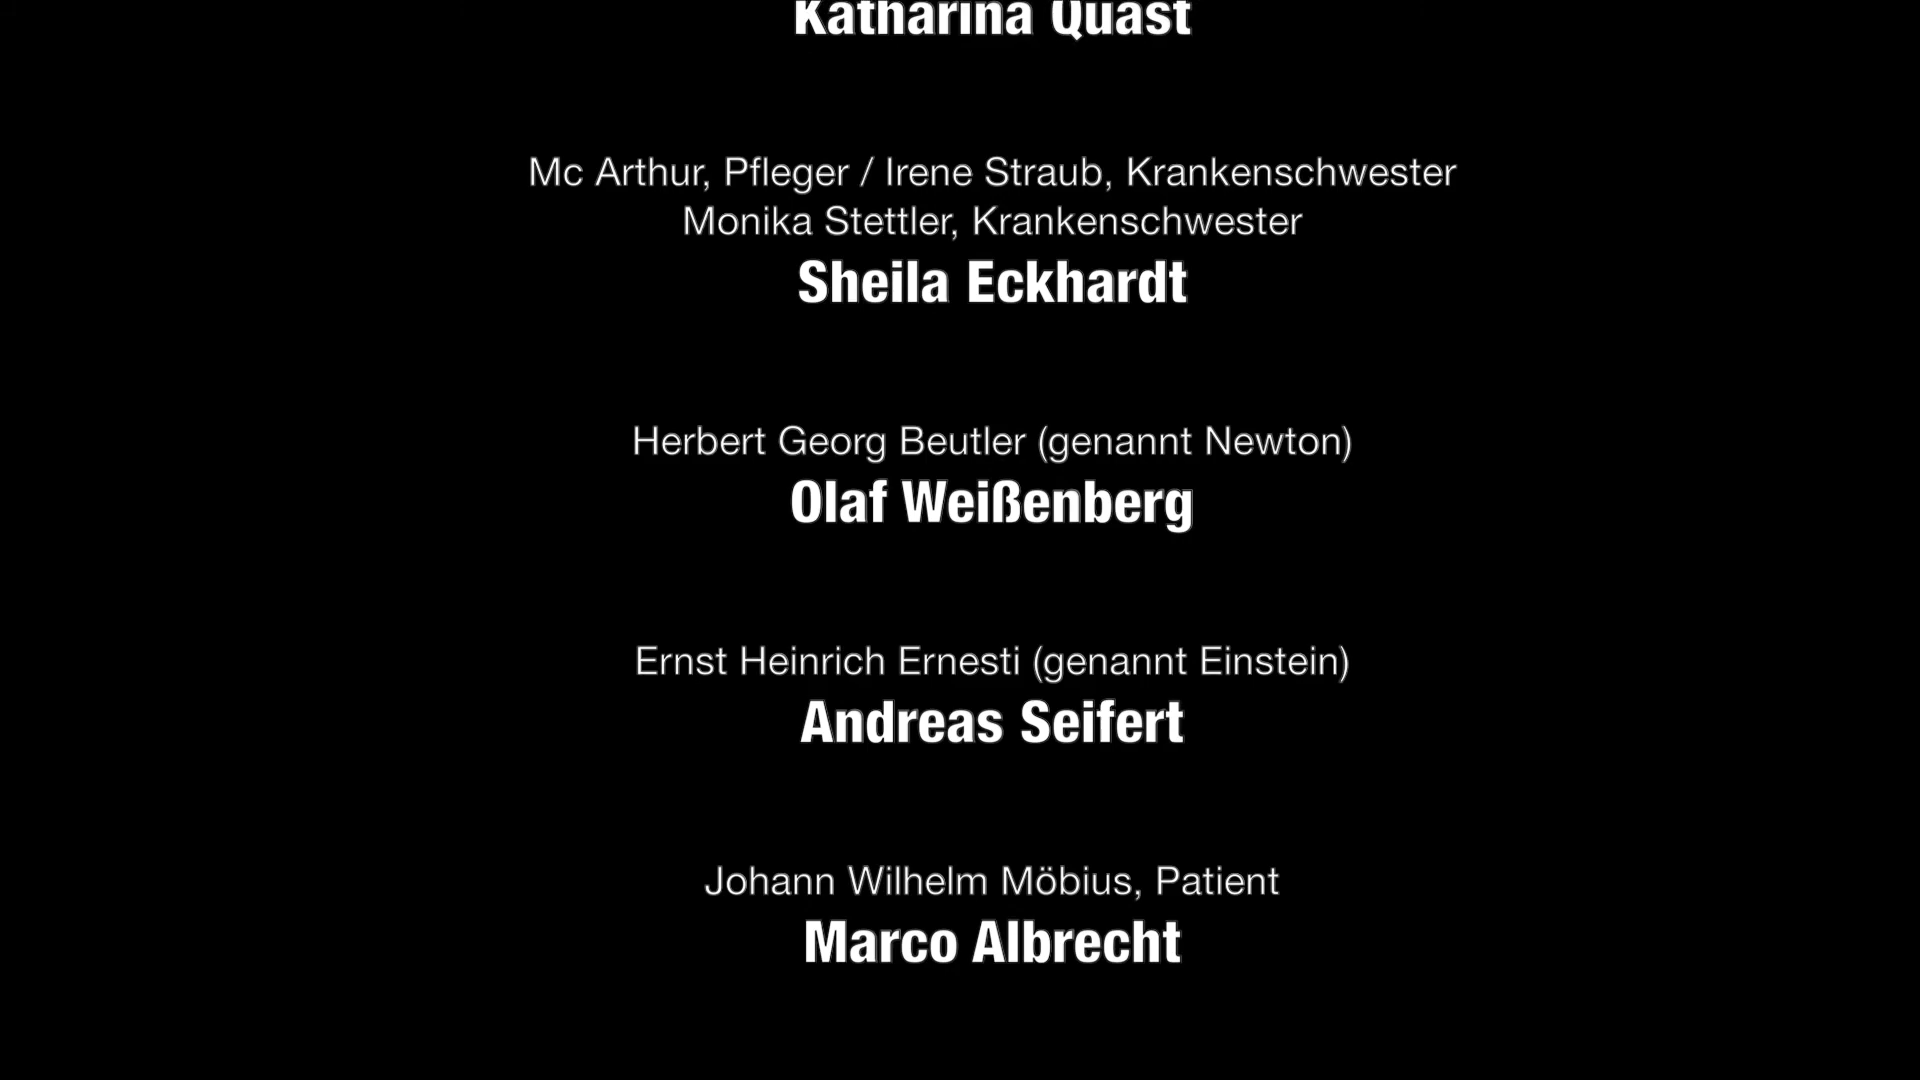 Katharina Quast
Mc Arthur, Pfleger / Irene Straub, Krankenschwester
Monika Stettler, Krankenschwester
Sheila Eckhardt
Herbert Georg Beutler (genannt Newton)
Olaf Weißenberg
Ernst Heinrich Ernesti (genannt Einstein)
Andreas Seifert
Johann Wilhelm Möbius, Patient
Marco Albrecht